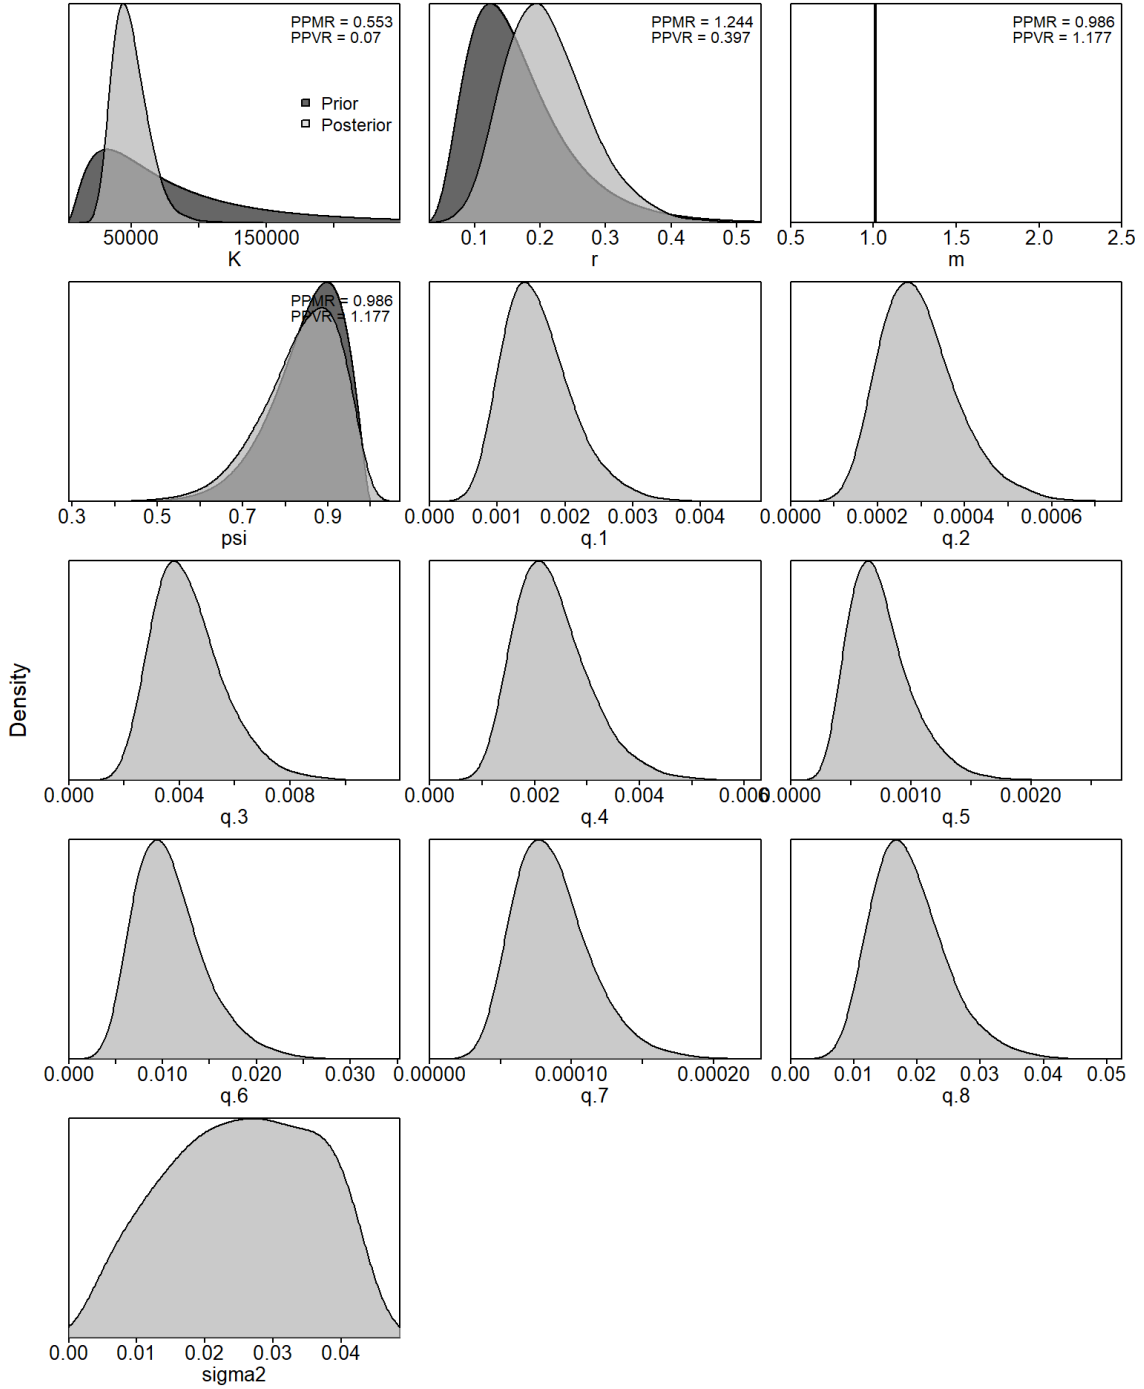 PPMR = 0.553
PPVR = 0.07
Prior
Posterior
50000 150000
K
PPMR = 1.244
PPVR = 0.397
0.1 0.2 0.3 0.4 0.5
r
PPMR = 0.986
PPVR = 1.177
0.5 1.0 1.5 2.0 2.5
m
PPMR = 0.986
PPVR = 1.177
0.3 0.5 0.7 0.9
psi
0.000 0.001 0.002 0.004
q.1
0.0000 0.0002 0.0004 0.0006
q.2
Density
0.000 0.004 0.008
q.3
0.000 0.002 0.004 0.006
q.4
0.0000 0.0010 0.0020
q.5
0.000 0.010 0.020 0.030
q.6
0.00000 0.00010 0.00020
q.7
0.00 0.01 0.02 0.03 0.04 0.05
q.8
0.00 0.01 0.02 0.03 0.04
sigma2